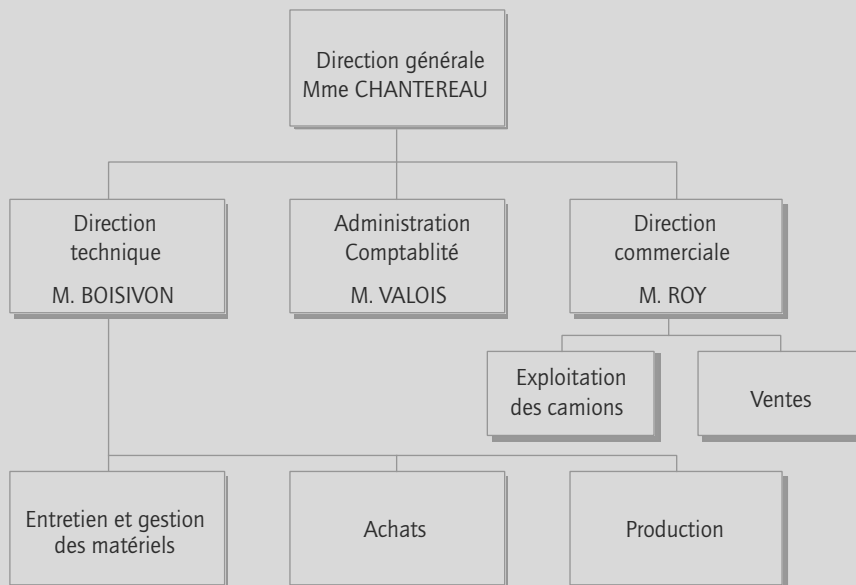 Direction générale
Mme CHANTEREAU
Direction
technique
M. BOISIVON
Administration
Comptablité
M. VALOIS
Direction
commerciale
M. ROY
Exploitation
des camions
Ventes
Entretien et gestion
des matériels
Achats
Production